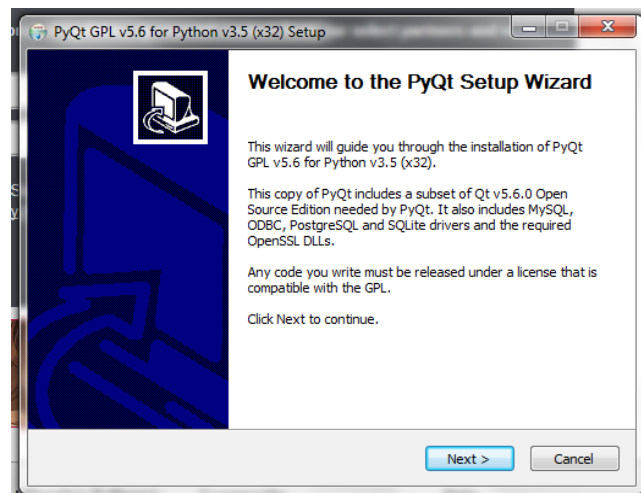 PyQt GPL v5.6 for Python v3.5 (x32) Setup
Welcome to the PyQt Setup Wizard
This wizard will guide you through the installation of PyQt
GPL v5.6 for Python v3.5 (x32).
This copy of PyQt includes a subset of Qt v5.6.0 Open
Source Edition needed by PyQt. It also includes MySQL,
ODBC, PostgreSQL and SQLite drivers and the required
OpenSSL DLLs.
Any code you write must be released under a license that is
compatible with the GPL.
Click Next to continue.
Next >
Cancel